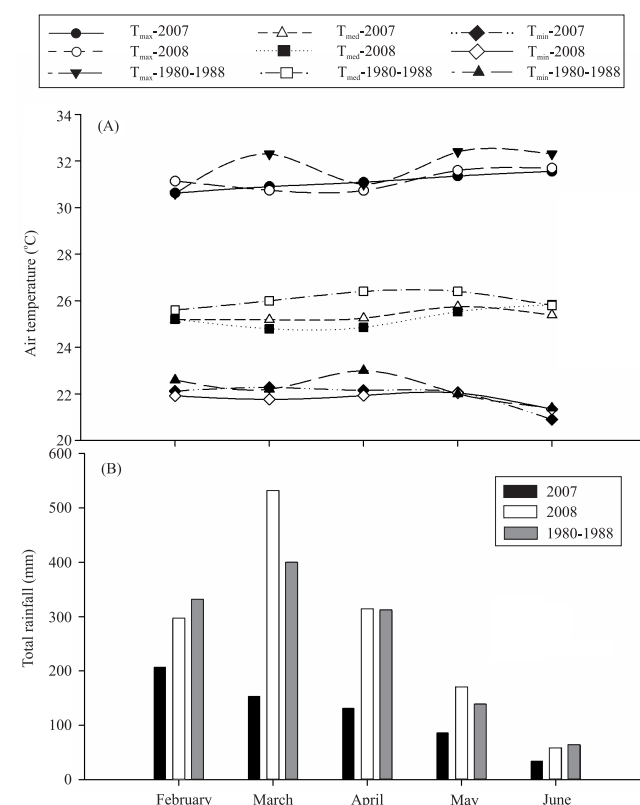 Tmax-2007 Tmed-2007 Tmin-2007
Tmax-2008 Tmed-2008 Tmin-2008
Tmax-1980-1988 Tmed-1980-1988 Tmin-1980-1988
(A)
34
32
30
28
26
24
22
20
Air temperature (°C)
(B)
600
500
400
300
200
100
0
Total rainfall (mm)
2007
2008
1980-1988
February March April May June